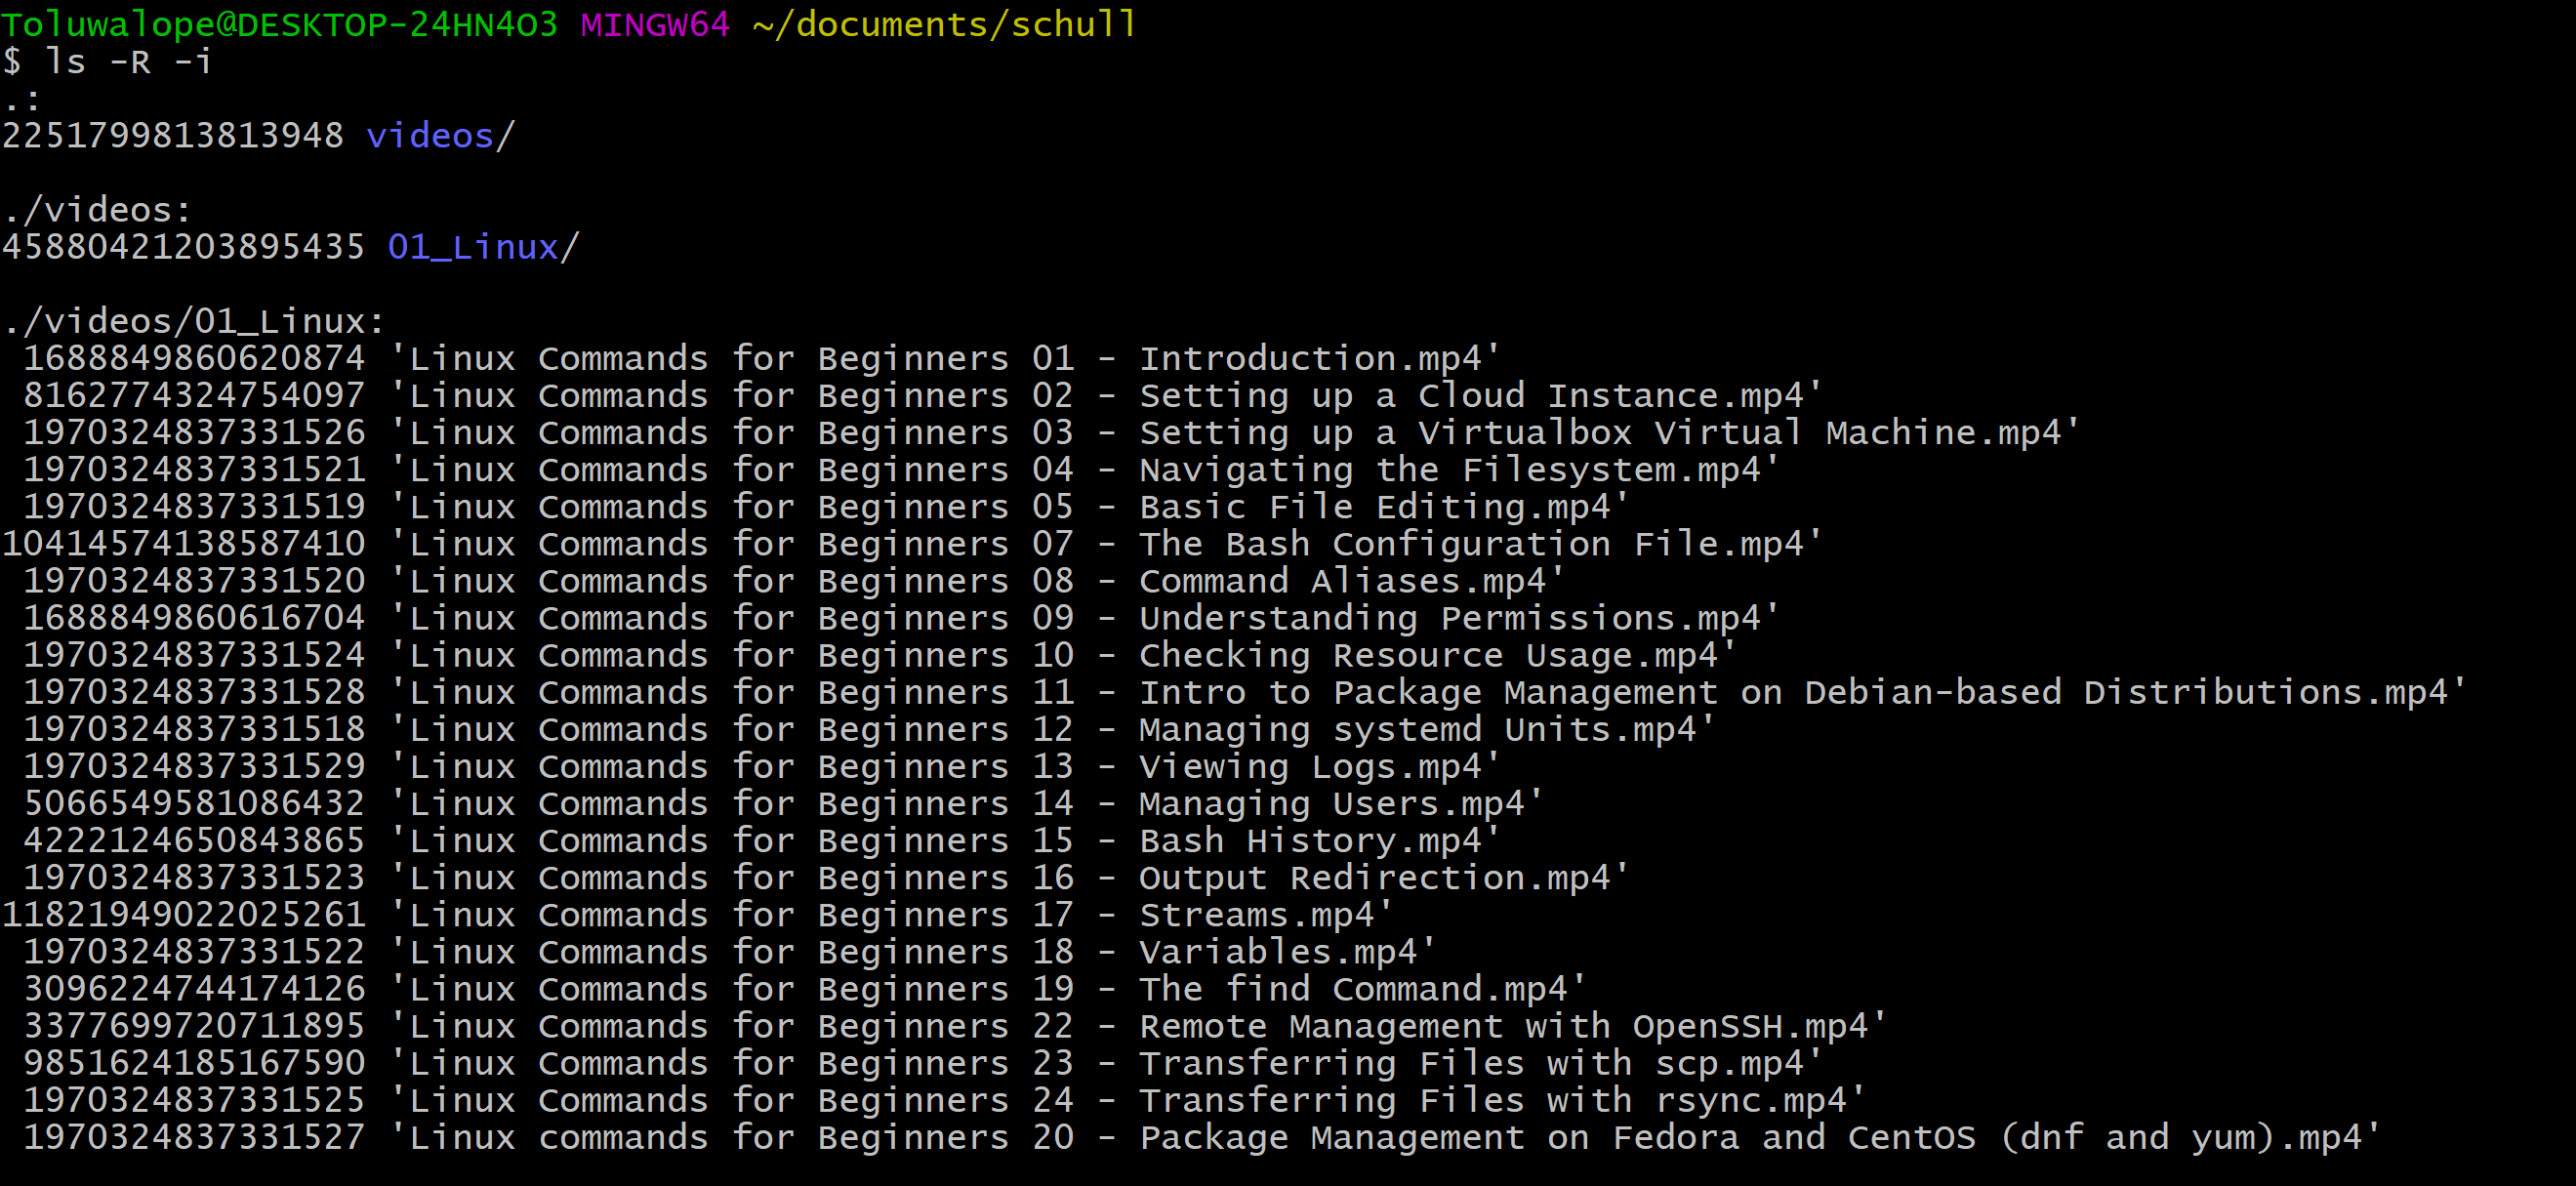 Toluwalope@DESKTOP-24HN4O3 MINGW64 ~/documents/schull
$ ls -R -i
.:
2251799813813948 videos/
./videos:
45880421203895435 01_Linux/
./videos/01_Linux:
1688849860620874 'Linux Commands for Beginners 01 - Introduction.mp4'
8162774324754097 'Linux Commands for Beginners 02 - Setting up a Cloud Instance.mp4'
1970324837331526 'Linux Commands for Beginners 03 - Setting up a Virtualbox Virtual Machine.mp4'
1970324837331521 'Linux Commands for Beginners 04 - Navigating the Filesystem.mp4'
1970324837331519 'Linux Commands for Beginners 05 - Basic File Editing.mp4'
10414574138587410 'Linux Commands for Beginners 07 - The Bash Configuration File.mp4'
1970324837331520 'Linux Commands for Beginners 08 - Command Aliases.mp4'
1688849860616704 'Linux Commands for Beginners 09 - Understanding Permissions.mp4'
1970324837331524 'Linux Commands for Beginners 10 - Checking Resource Usage.mp4'
1970324837331528 'Linux Commands for Beginners 11 - Intro to Package Management on Debian-based Distributions.mp4'
1970324837331518 'Linux Commands for Beginners 12 - Managing systemd Units.mp4'
1970324837331529 'Linux Commands for Beginners 13 - Viewing Logs.mp4'
5066549581086432 'Linux Commands for Beginners 14 - Managing Users.mp4'
4222124650843865 'Linux Commands for Beginners 15 - Bash History.mp4'
1970324837331523 'Linux Commands for Beginners 16 - Output Redirection.mp4'
11821949022025261 'Linux Commands for Beginners 17 - Streams.mp4'
1970324837331522 'Linux Commands for Beginners 18 - Variables.mp4'
3096224744174126 'Linux Commands for Beginners 19 - The find Command.mp4'
3377699720711895 'Linux Commands for Beginners 22 - Remote Management with OpenSSH.mp4'
9851624185167590 'Linux Commands for Beginners 23 - Transferring Files with scp.mp4'
1970324837331525 'Linux Commands for Beginners 24 - Transferring Files with rsync.mp4'
1970324837331527 'Linux commands for Beginners 20 - Package Management on Fedora and CentOS (dnf and yum).mp4'